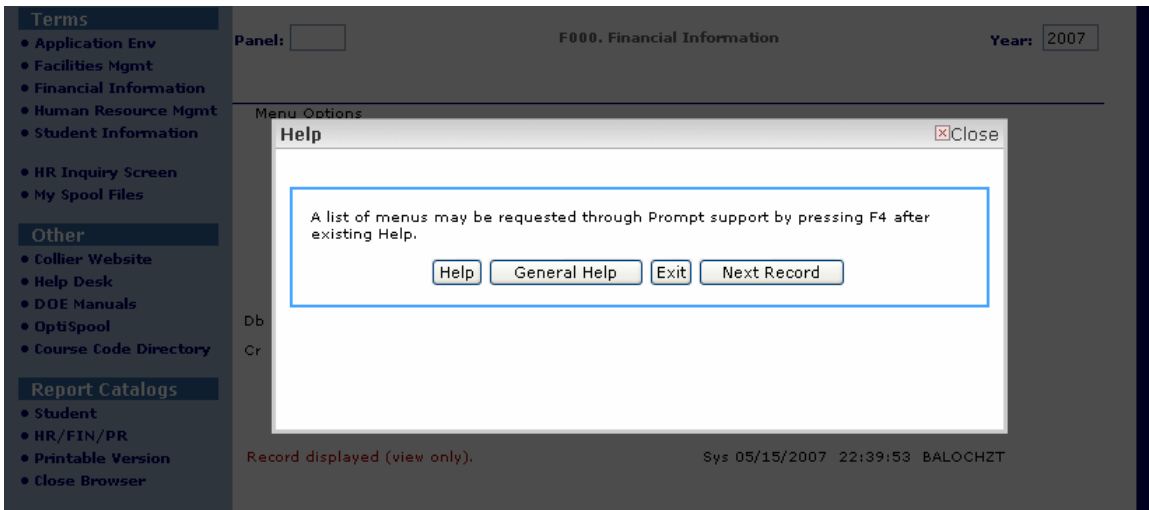 Terms
• Application Env
• Facilities Mgmt
• Financial Information
• Human Resource Mgmt
• Student Information
• HR Inquiry Screen
• My Spool Files
Other
• Collier Website
• Help Desk
• DOE Manuals
• OptiSpool
• Course Code Directory
Report Catalogs
• Student
• HR/FIN/PR
• Printable Version
• Close Browser
Panel: F000. Financial Information Year: 2007
Menu Options
Help Close
A list of menus may be requested through Prompt support by pressing F4 after
existing Help.
Help General Help Exit Next Record
Db
Cr
Record displayed (view only). Sys 05/15/2007 22:39:53 BALOCHZT